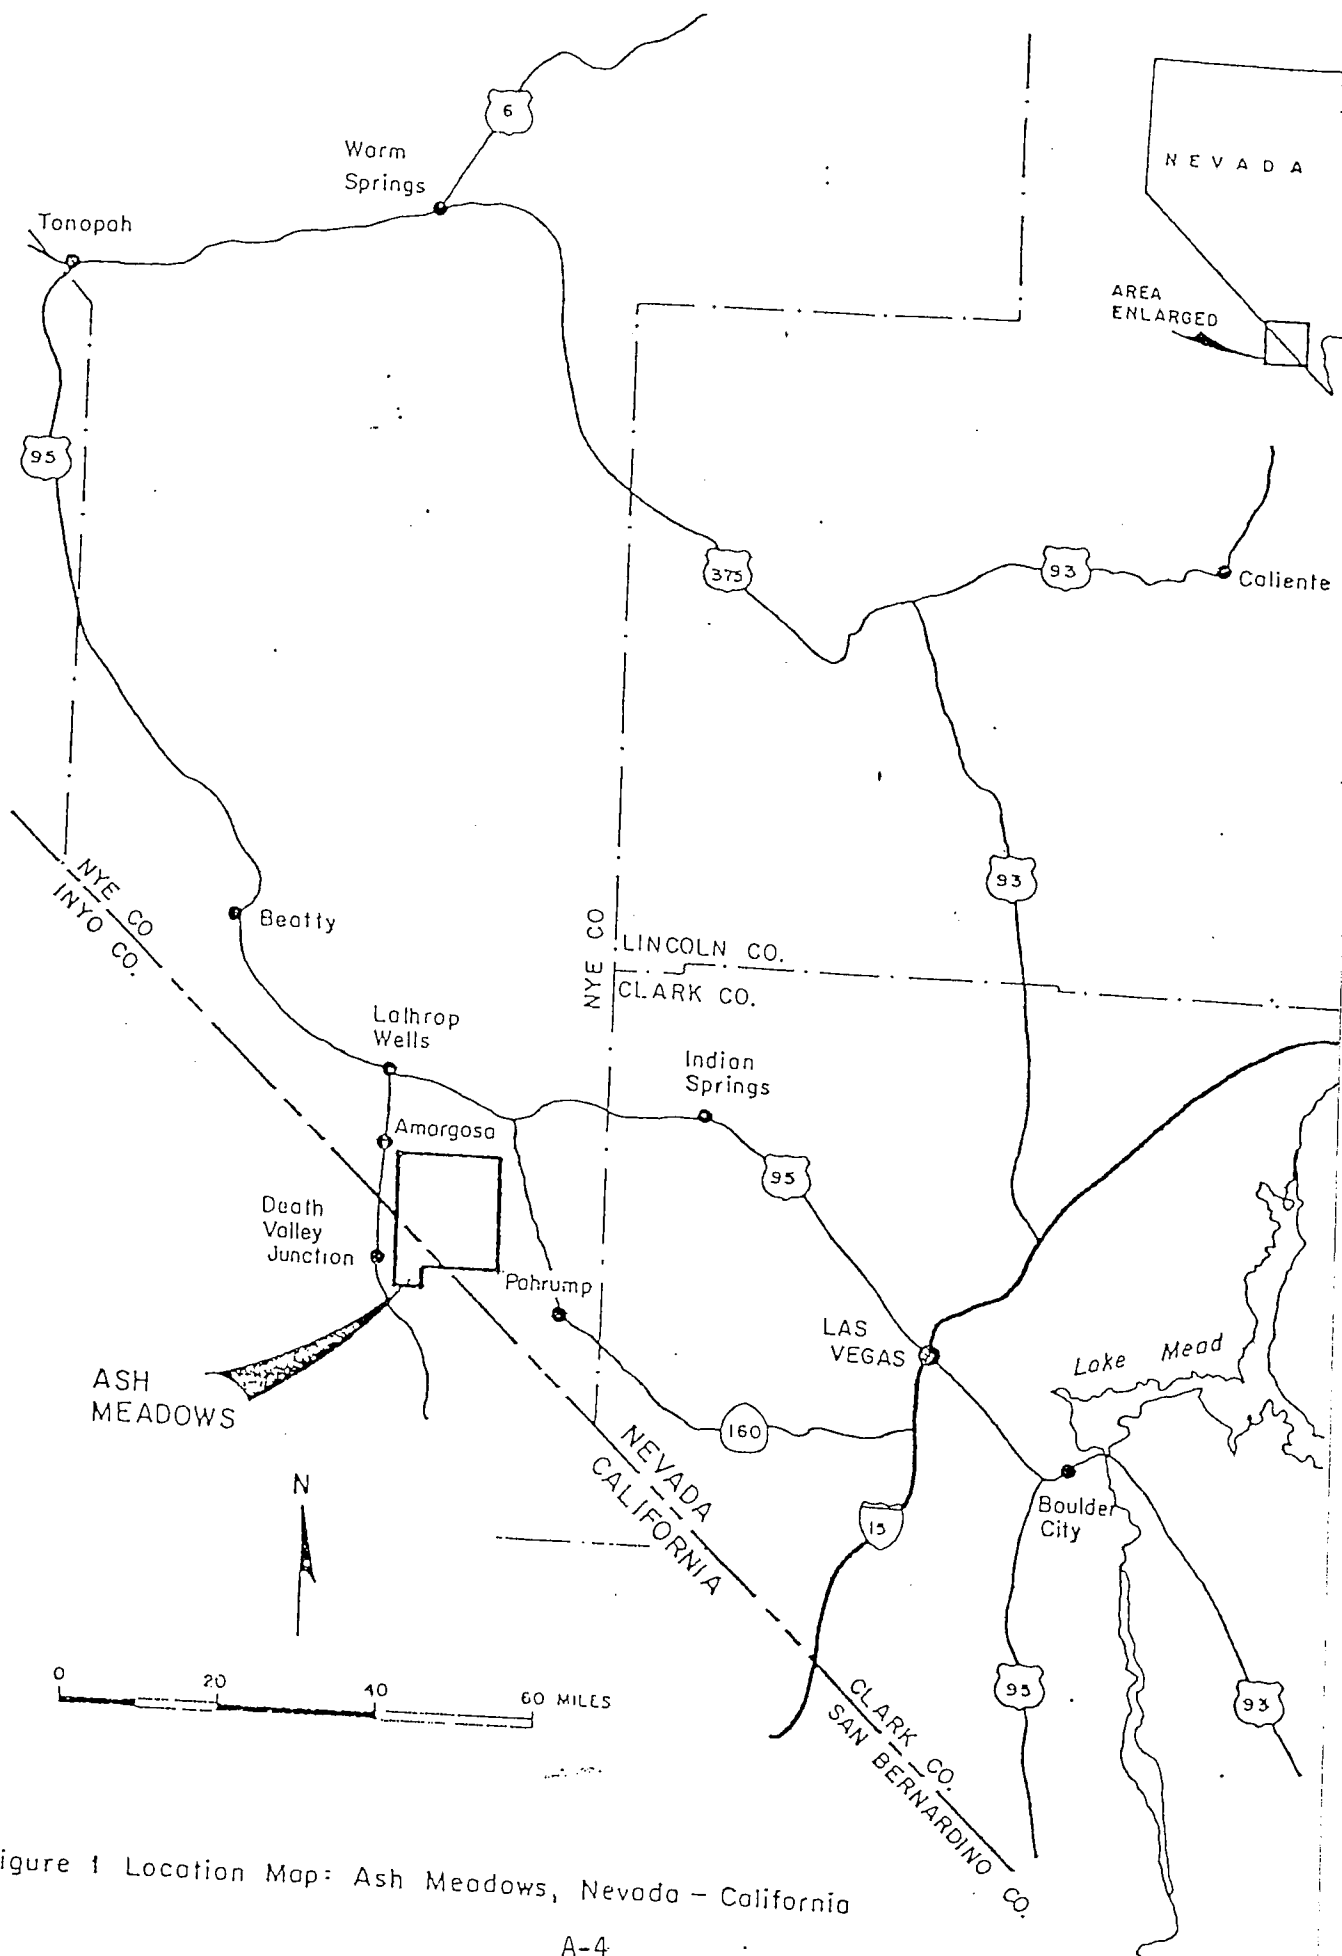 6
Warm
Springs
Tonopah
NEVADA
AREA
ENLARGED
95
375
93
Caliente
93
NYE CO
INYO CO.
Beatty
NYE CO
LINCOLN CO.
CLARK CO.
Lathrop
Wells
Indian
Springs
Amargosa
95
Death
Valley
Junction
Pahrump
LAS
VEGAS
Lake Mead
ASH
MEADOWS
160
NEVADA
CALIFORNIA
N
15
Boulder
City
0 20 40 60 MILES
95
93
CLARK CO.
SAN BERNARDINO CO.
igure 1 Location Map: Ash Meadows, Nevada - California
A-4